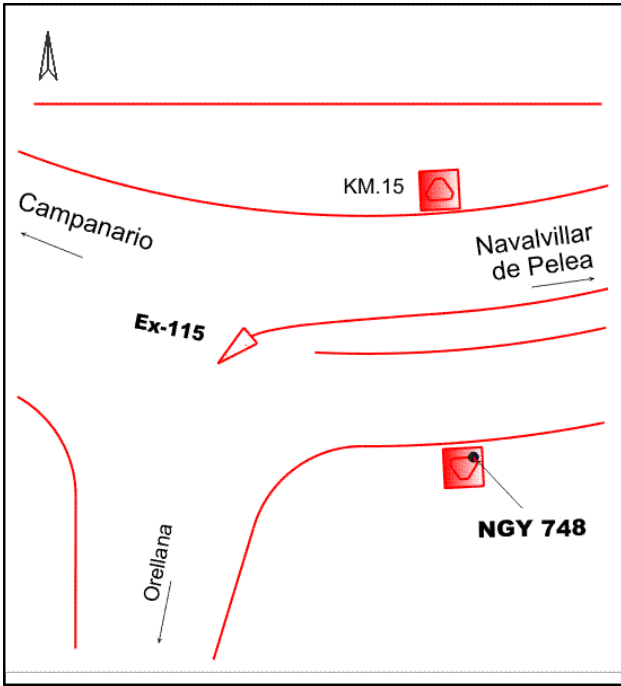 KM.15
Campanario
Navalvillar
de Pelea
Ex-115
NGY 748
Orellana